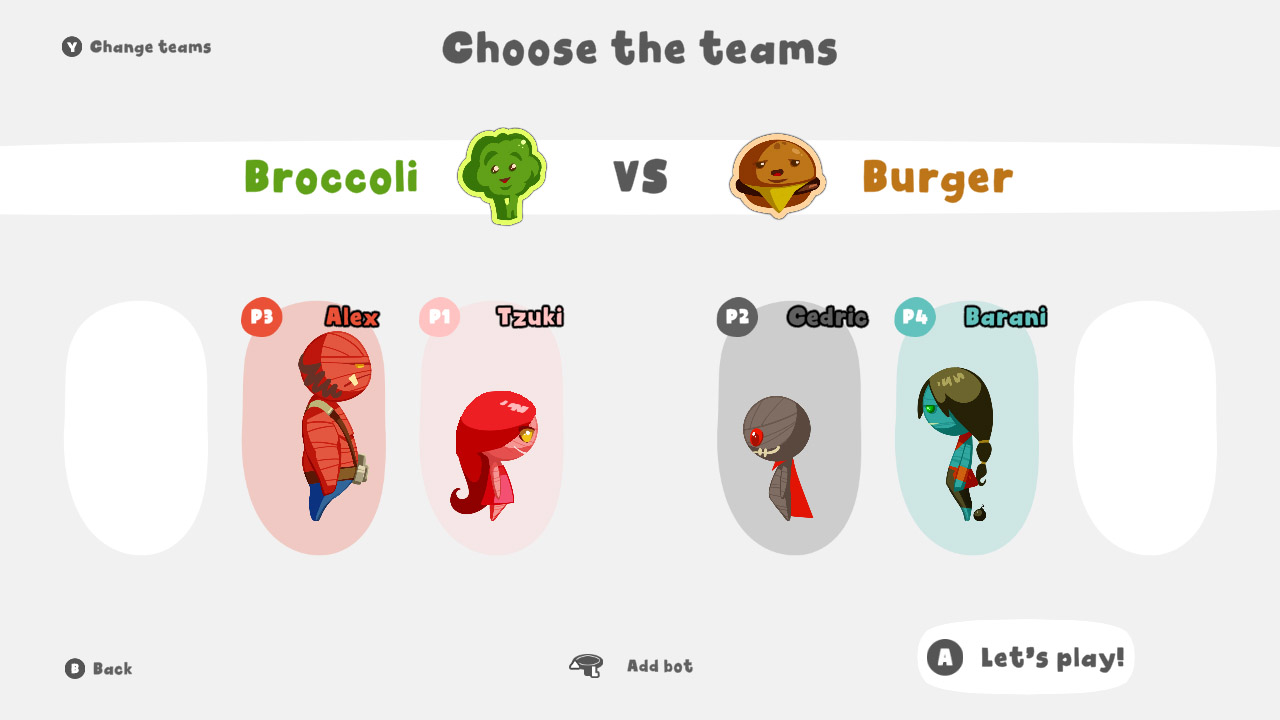 Y Change teams
Choose the teams
Broccoli VS Burger
P3 Alex
P1 Tzuki
P2 Cedric
P4 Barani
B Back
Add bot
A Let's play!